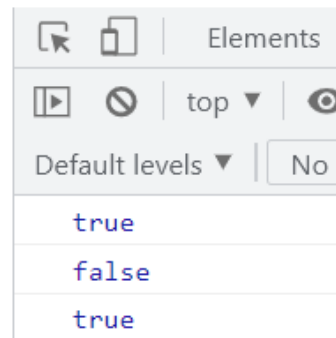 Elements
top ▼
Default levels ▼ No
true
false
true